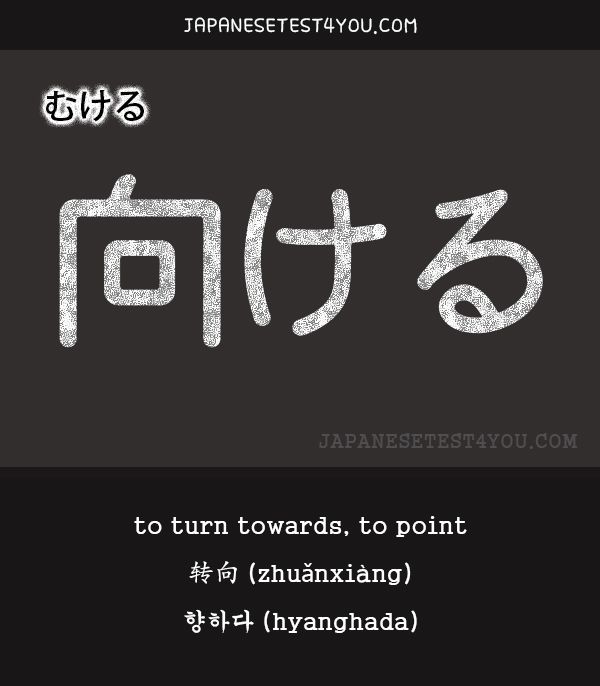 JAPANESETEST4YOU.COM
むける
向ける
JAPANESETEST4YOU.COM
to turn towards, to point
转向 (zhuǎnxiàng)
향하다 (hyanghada)